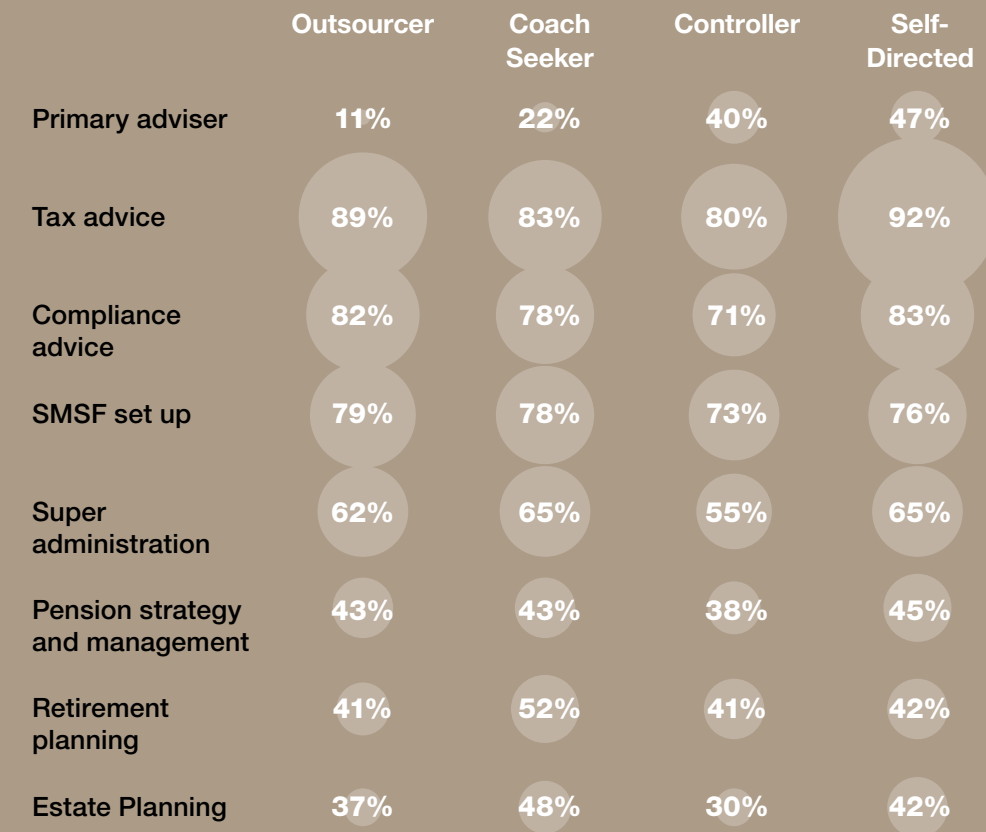 Outsourcer Coach Controller Self-
Seeker Directed
Primary adviser 11% 22% 40% 47%
Tax advice 89% 83% 80% 92%
Compliance 82% 78% 71% 83%
advice
SMSF set up 79% 78% 73% 76%
Super 62% 65% 55% 65%
administration
Pension strategy 43% 43% 38% 45%
and management
Retirement 41% 52% 41% 42%
planning
Estate Planning 37% 48% 30% 42%